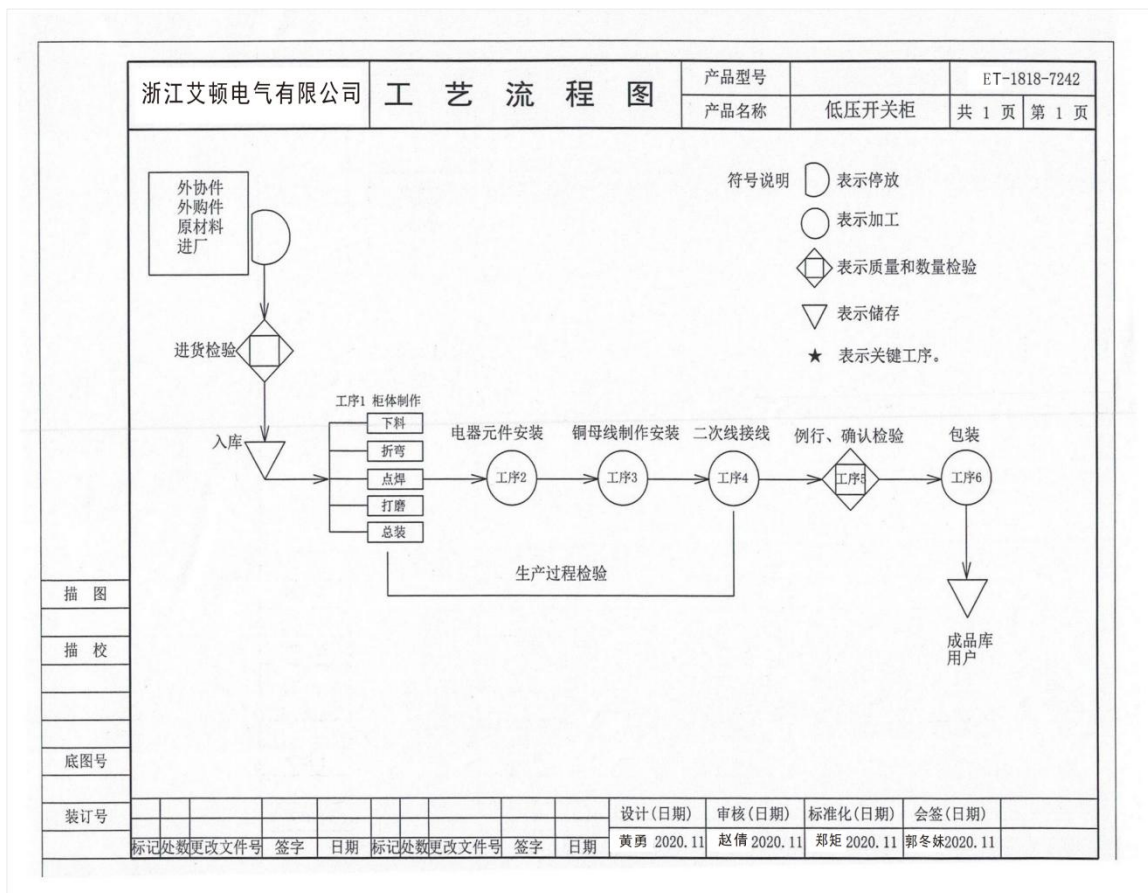 浙江艾顿电气有限公司
工艺流程图
产品型号
ET-1818-7242
产品名称
低压开关柜
共 1 页
第 1 页
外协件
外购件
原材料
进厂
符号说明
表示停放
表示加工
表示质量和数量检验
表示储存
★ 表示关键工序。
进货检验
入库
工序1 柜体制作
下料
折弯
点焊
打磨
总装
电器元件安装
工序2
铜母线制作安装
工序3
二次线接线
工序4
例行、确认检验
工序5
包装
工序6
生产过程检验
成品库
用户
描 图
描 校
底图号
装订号
标记 处数 更改文件号 签字 日期 标记 处数 更改文件号 签字 日期
设计(日期) 审核(日期) 标准化(日期) 会签(日期)
黄勇 2020.11 赵倩 2020.11 郑矩 2020.11 郭冬妹2020.11